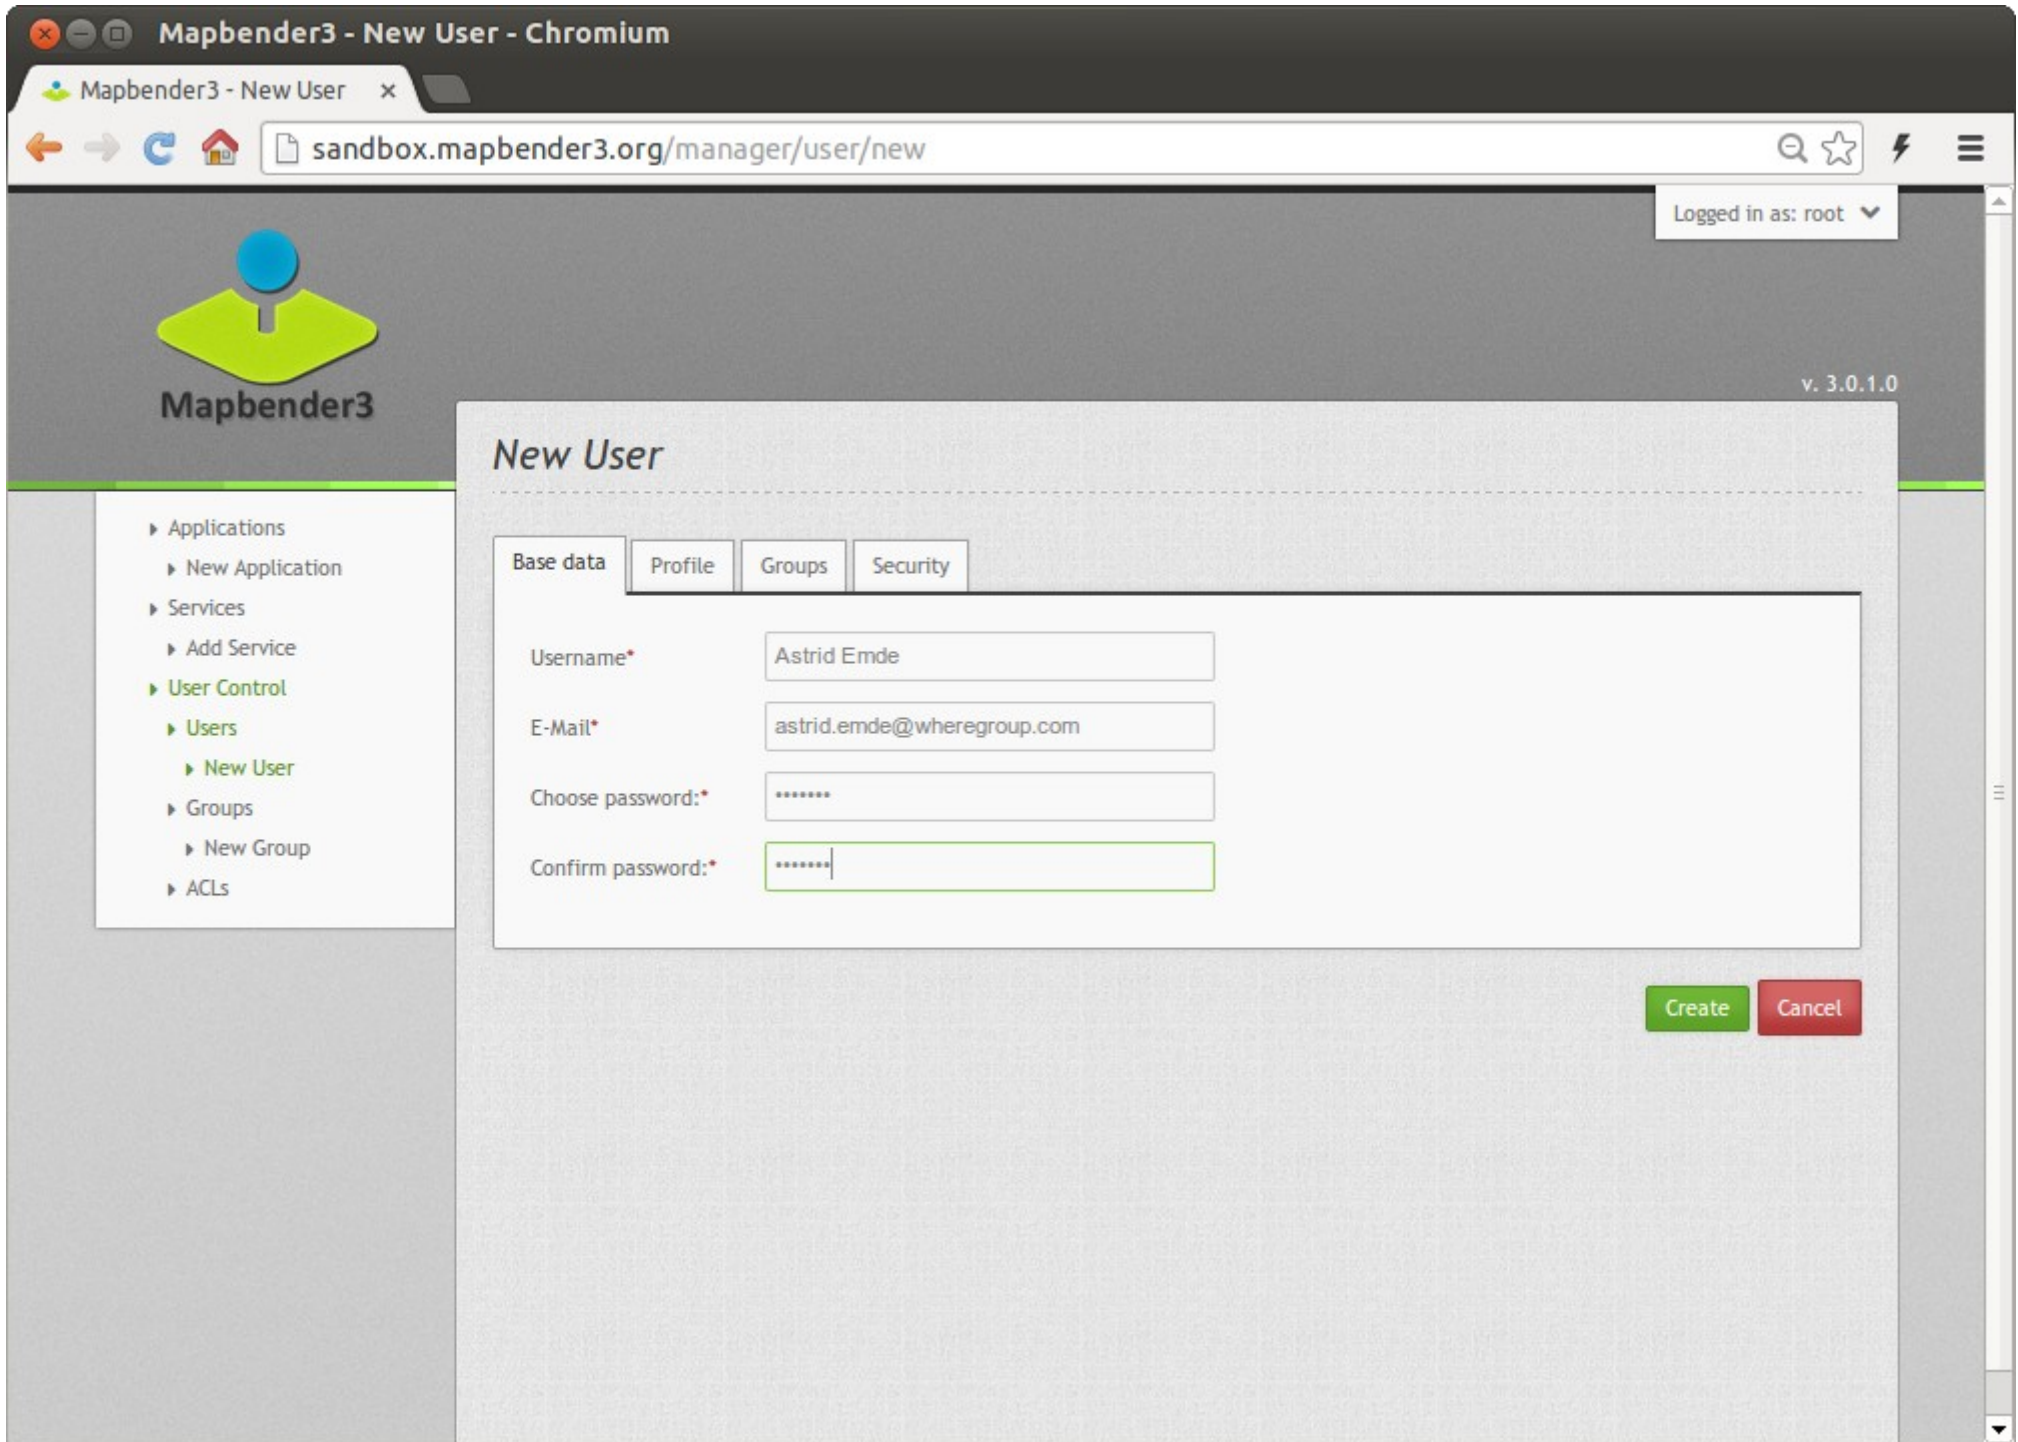 Mapbender3 - New User - Chromium
Mapbender3 - New User
sandbox.mapbender3.org/manager/user/new
Logged in as: root
Mapbender3
v. 3.0.1.0
New User
Applications
New Application
Services
Add Service
User Control
Users
New User
Groups
New Group
ACLs
Base data Profile Groups Security
Username* Astrid Emde
E-Mail* astrid.emde@wheregroup.com
Choose password:* •••••••
Confirm password:* •••••••
Create Cancel